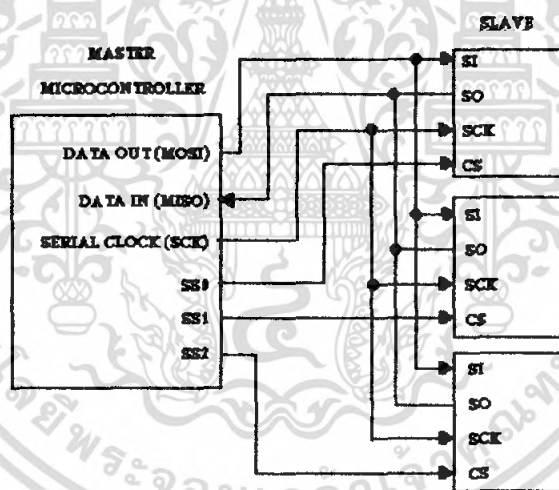 SLAVE
MASTER
MICROCONTROLLER
DATA OUT (MOSI)
DATA IN (MISO)
SERIAL CLOCK (SCK)
SS0
SS1
SS2
SI
SO
SCK
CS
SI
SO
SCK
CS
SI
SO
SCK
CS